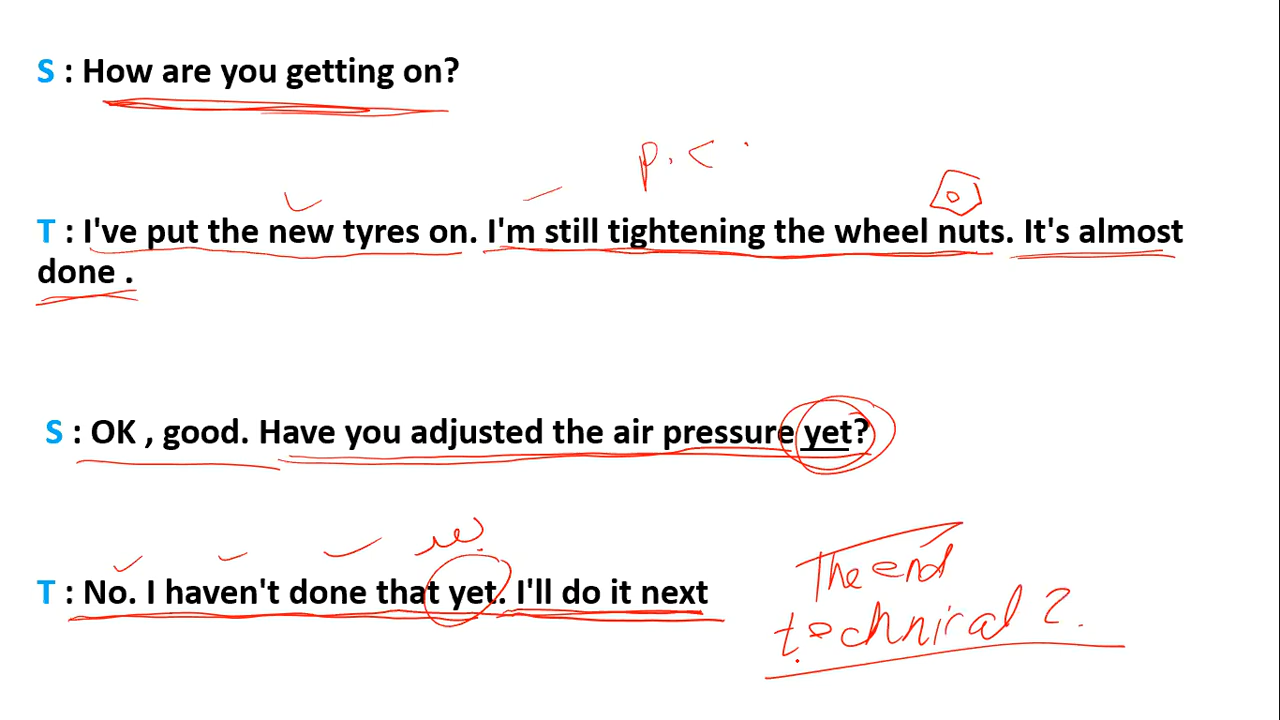 S : How are you getting on?
p. <
T : I've put the new tyres on. I'm still tightening the wheel nuts. It's almost
done .
S : OK , good. Have you adjusted the air pressure yet?
T : No. I haven't done that yet. I'll do it next
The end
technical 2.